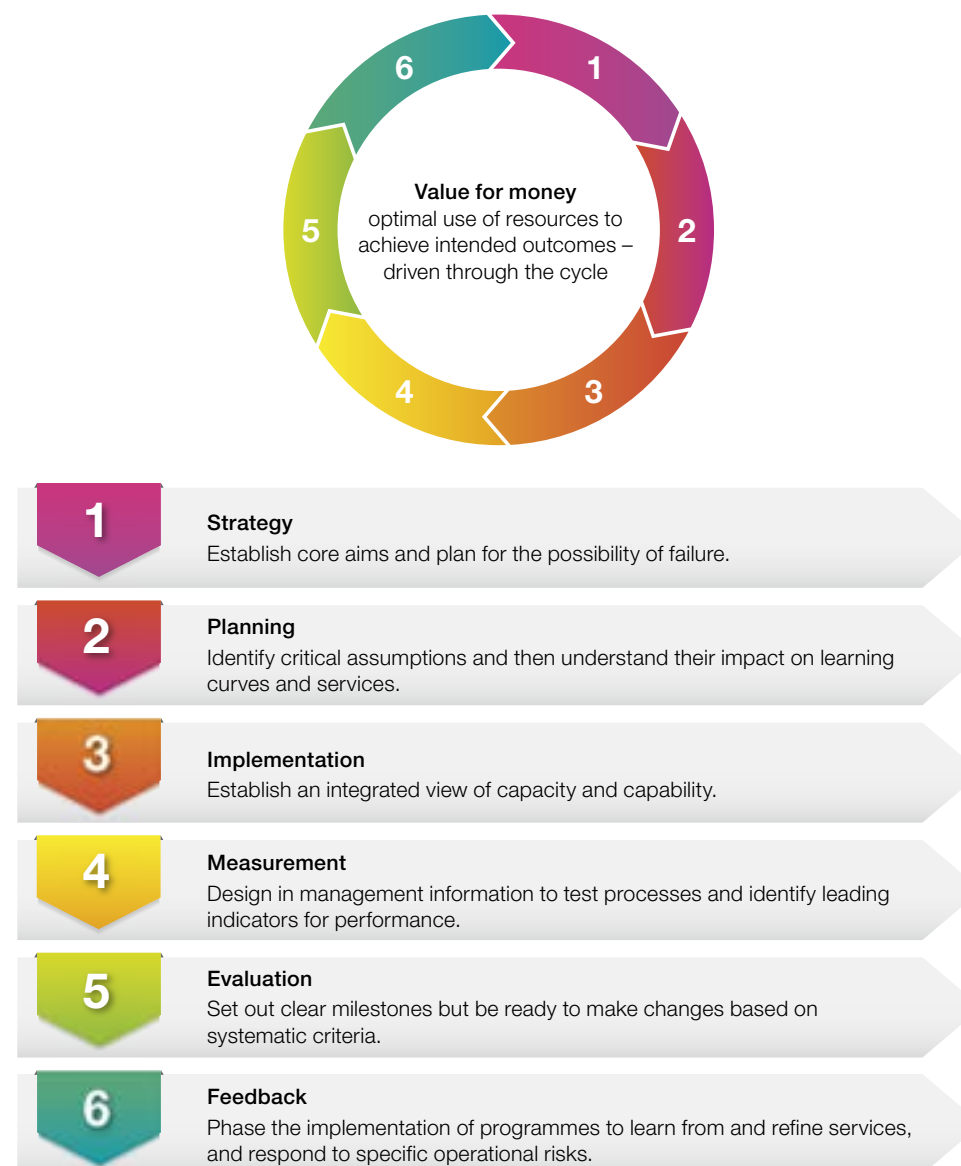 6
1
5
2
4
3
Value for money
optimal use of resources to
achieve intended outcomes –
driven through the cycle
1
Strategy
Establish core aims and plan for the possibility of failure.
2
Planning
Identify critical assumptions and then understand their impact on learning
curves and services.
3
Implementation
Establish an integrated view of capacity and capability.
4
Measurement
Design in management information to test processes and identify leading
indicators for performance.
5
Evaluation
Set out clear milestones but be ready to make changes based on
systematic criteria.
6
Feedback
Phase the implementation of programmes to learn from and refine services,
and respond to specific operational risks.